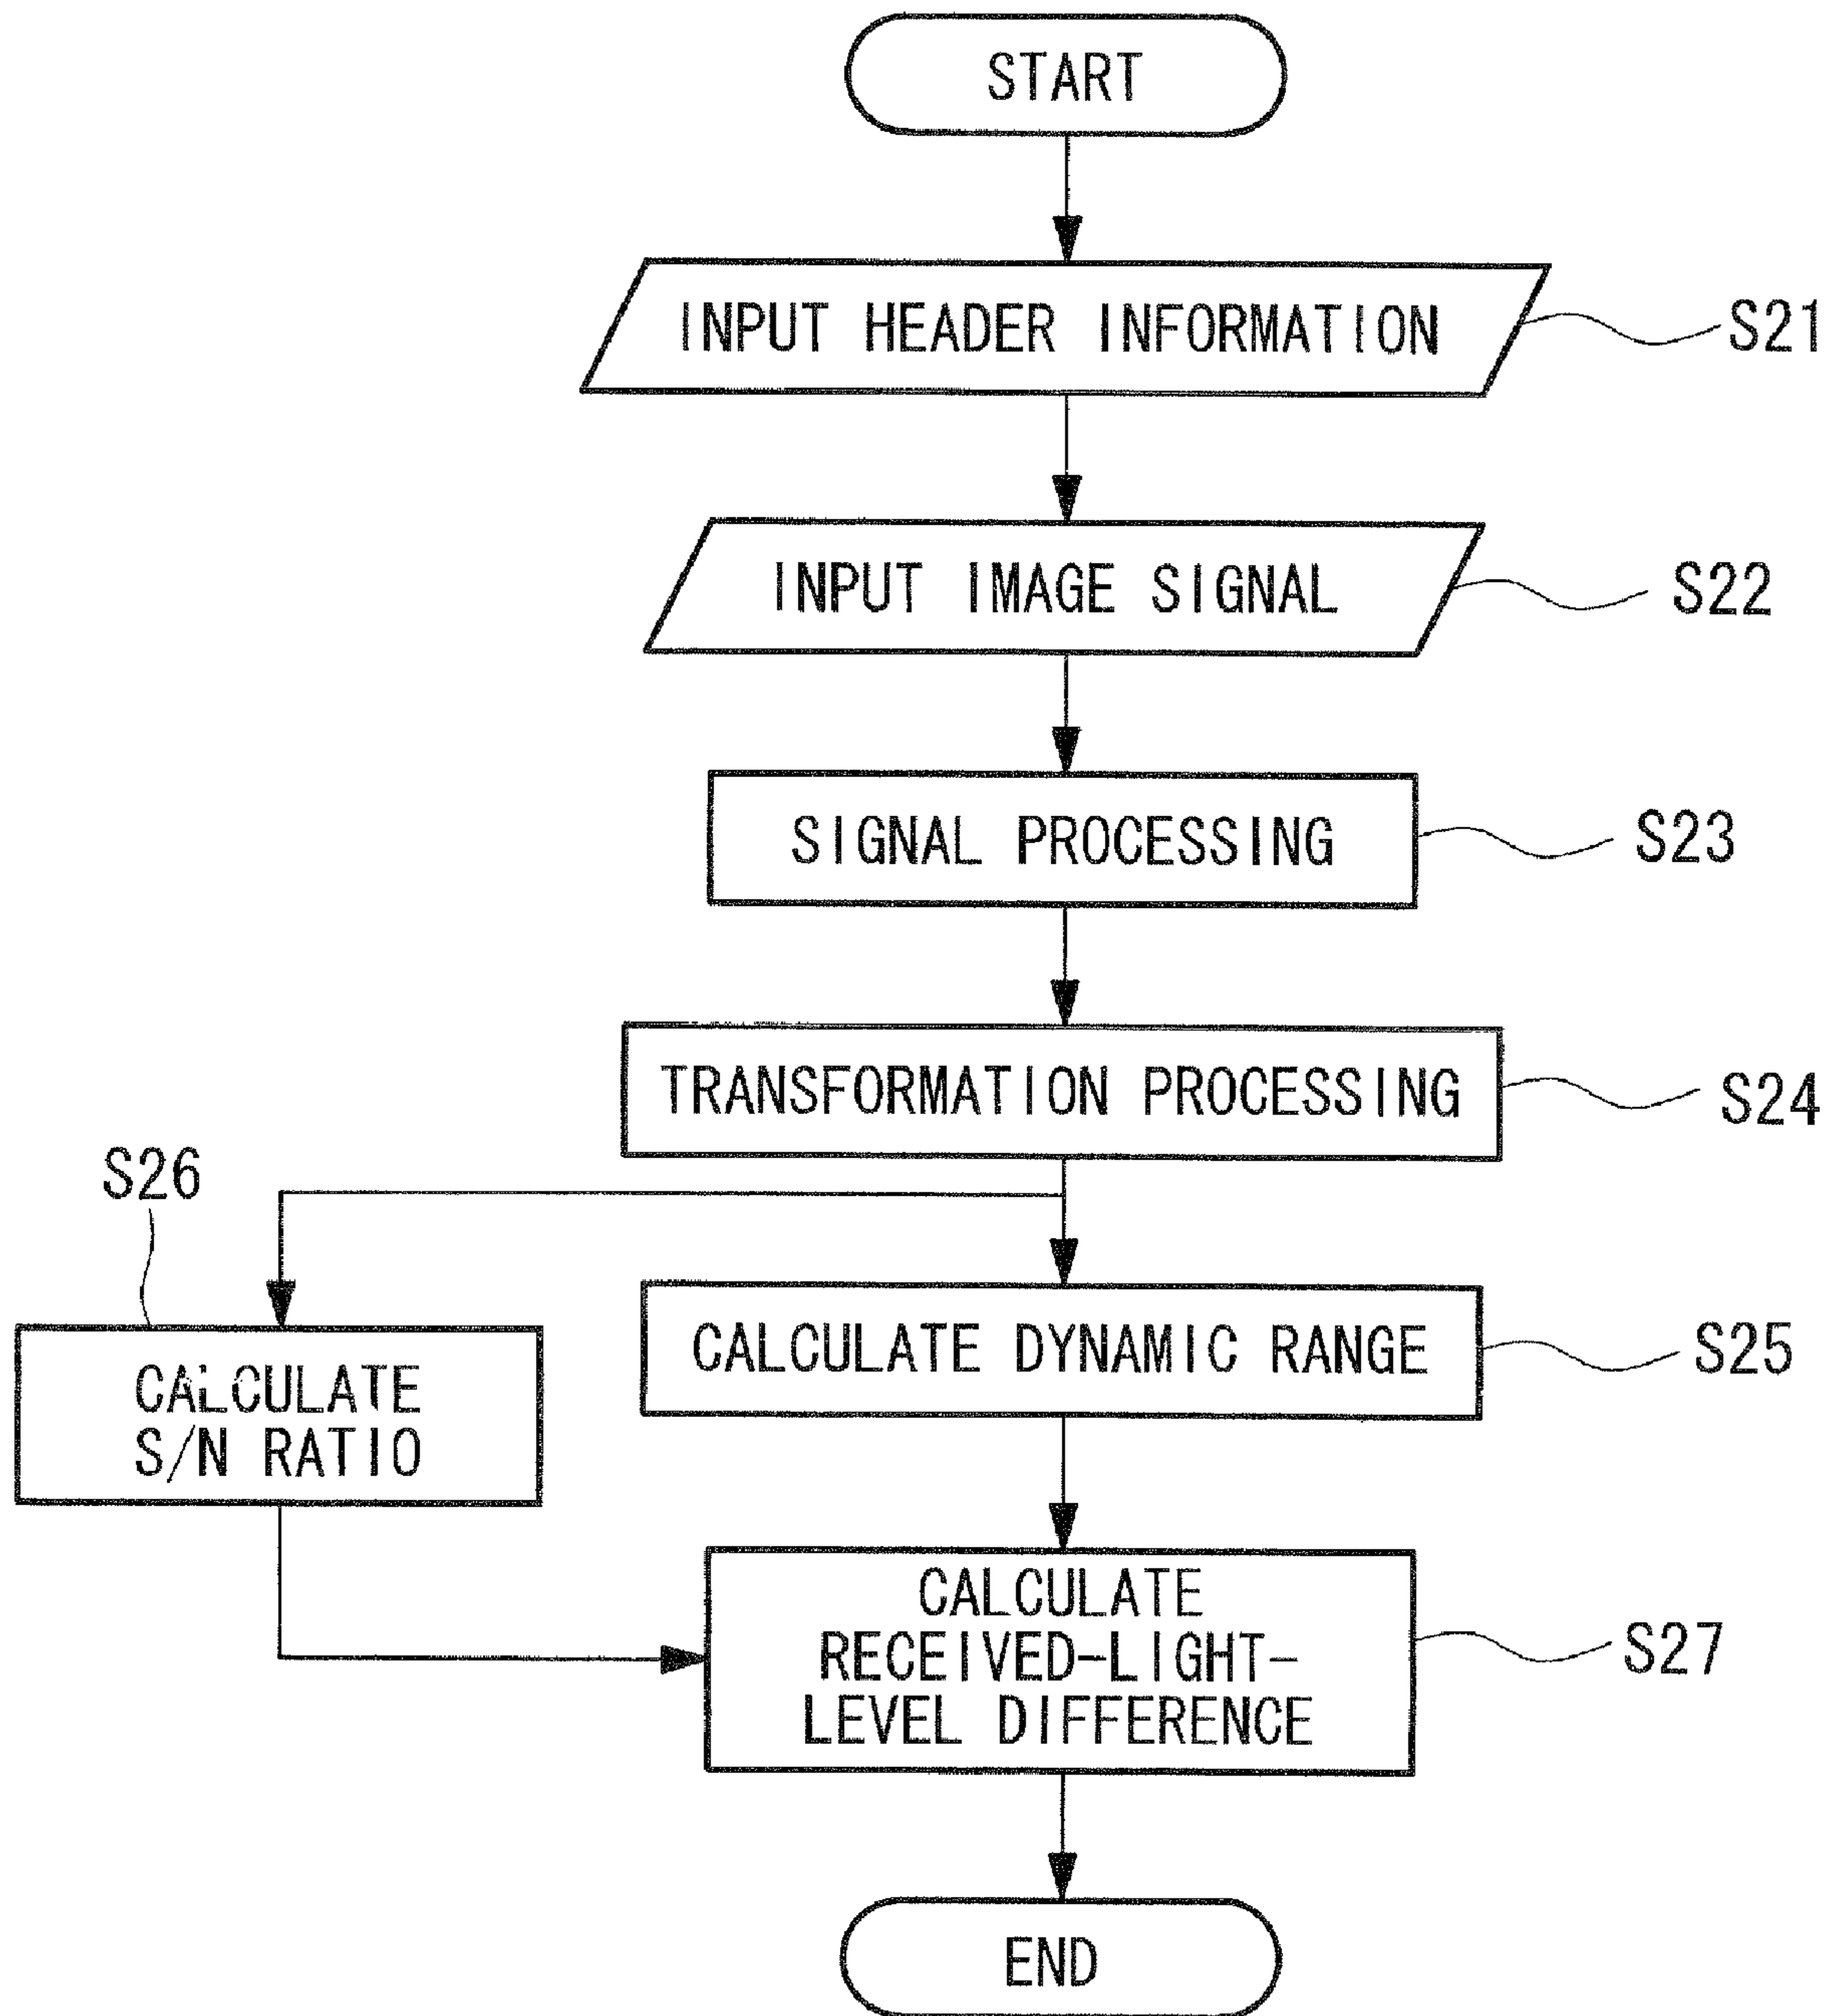 START
INPUT HEADER INFORMATION
S21
INPUT IMAGE SIGNAL
S22
SIGNAL PROCESSING
S23
TRANSFORMATION PROCESSING
S24
S26
CALCULATE
S/N RATIO
CALCULATE DYNAMIC RANGE
S25
CALCULATE
RECEIVED-LIGHT-
LEVEL DIFFERENCE
S27
END